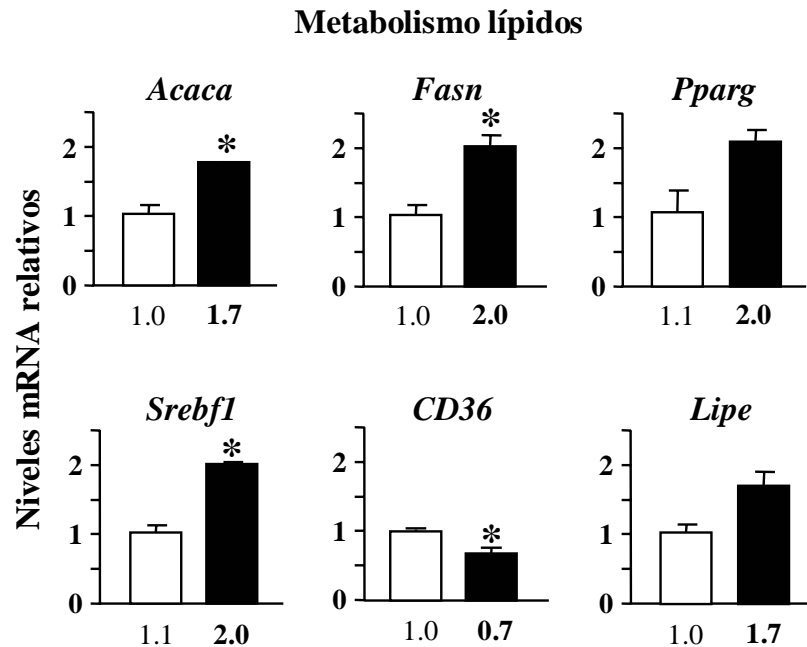 Metabolismo lípidos
Niveles mRNA relativos
Acaca Fasn Pparg
2 * 2 * 2
1 1 1
0 0 0
1.0 1.7 1.0 2.0 1.1 2.0
Srebf1 CD36 Lipe
2 * 2 2
1 1 * 1
0 0 0
1.1 2.0 1.0 0.7 1.0 1.7